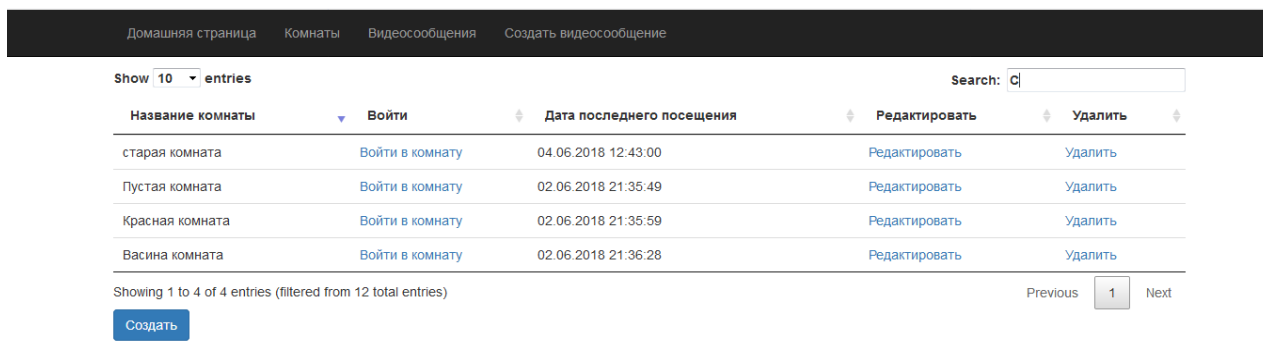 Домашняя страница Комнаты Видеосообщения Создать видеосообщение
Show 10 entries Search: С
Название комнаты Войти Дата последнего посещения Редактировать Удалить
старая комната Войти в комнату 04.06.2018 12:43:00 Редактировать Удалить
Пустая комната Войти в комнату 02.06.2018 21:35:49 Редактировать Удалить
Красная комната Войти в комнату 02.06.2018 21:35:59 Редактировать Удалить
Васина комната Войти в комнату 02.06.2018 21:36:28 Редактировать Удалить
Showing 1 to 4 of 4 entries (filtered from 12 total entries) Previous 1 Next
Создать